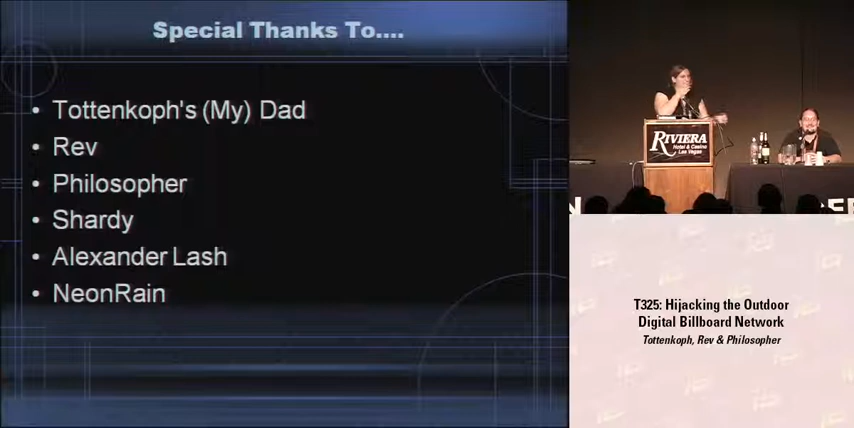 Special Thanks To....
• Tottenkoph's (My) Dad
• Rev
• Philosopher
• Shardy
• Alexander Lash
• NeonRain
RIVIERA
Hotel & Casino
Las Vegas
T325: Hijacking the Outdoor
Digital Billboard Network
Tottenkoph, Rev & Philosopher